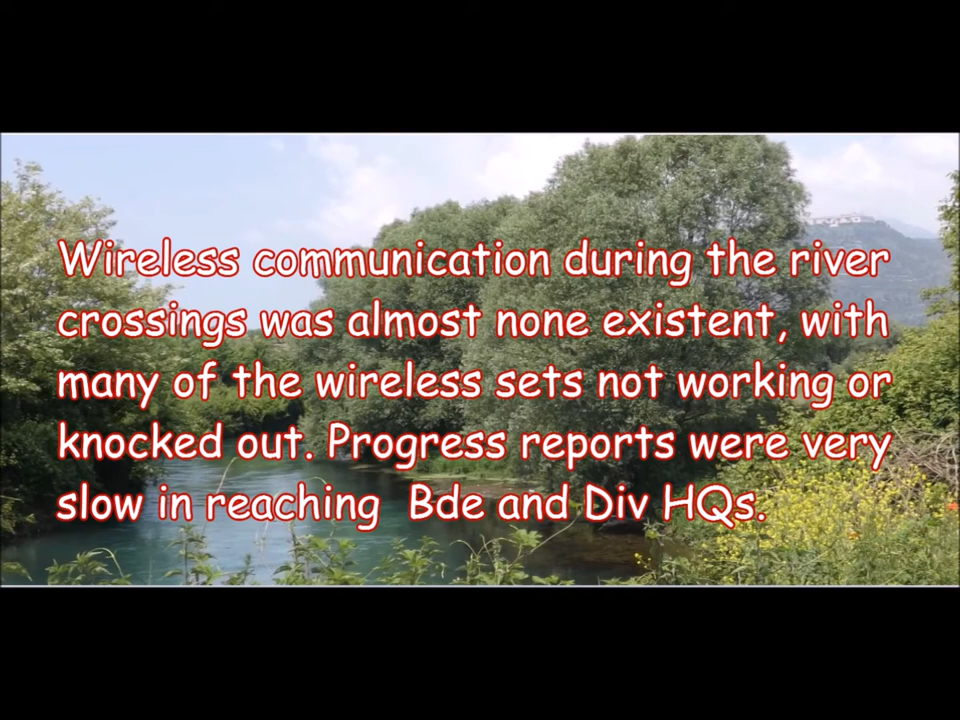 Wireless communication during the river
crossings was almost none existent, with
many of the wireless sets not working or
knocked out. Progress reports were very
slow in reaching  Bde and Div HQs.